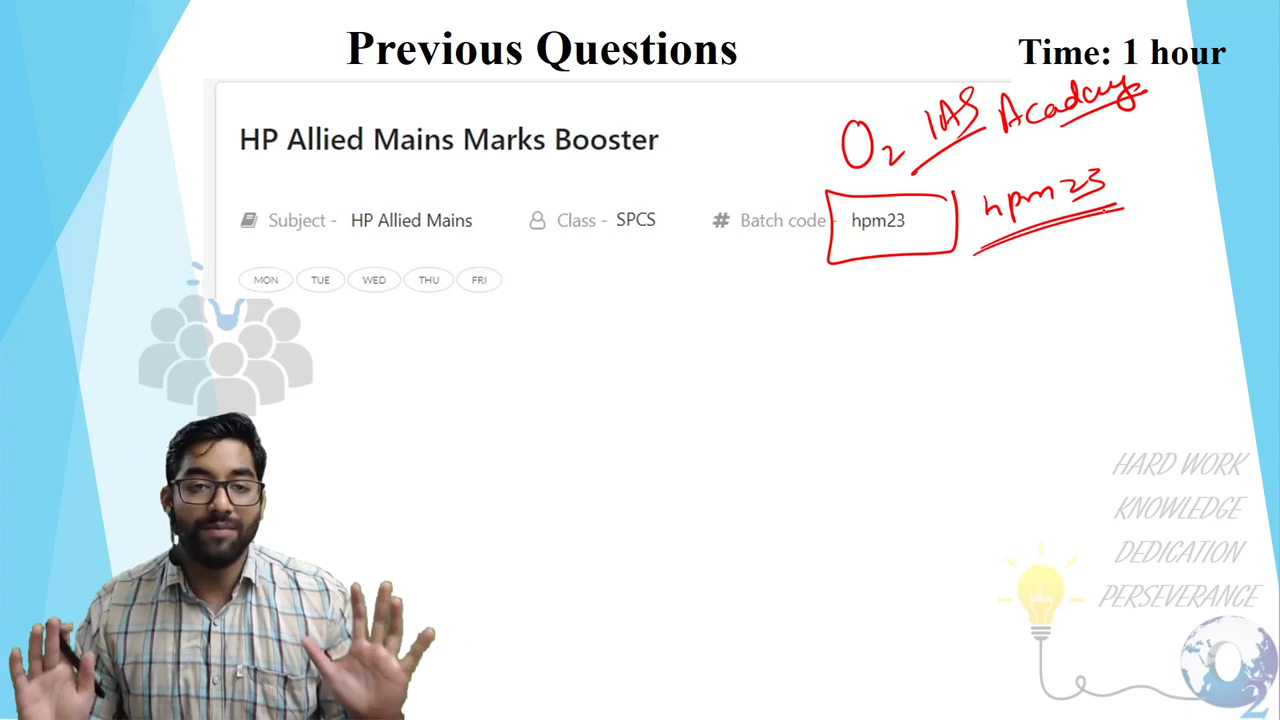 Previous Questions
Time: 1 hour
HP Allied Mains Marks Booster
O2 IAS Academy
Subject - HP Allied Mains Class - SPCS Batch code - hpm23
hpm23
MON TUE WED THU FRI
HARD WORK
KNOWLEDGE
DEDICATION
PERSEVERANCE
O2